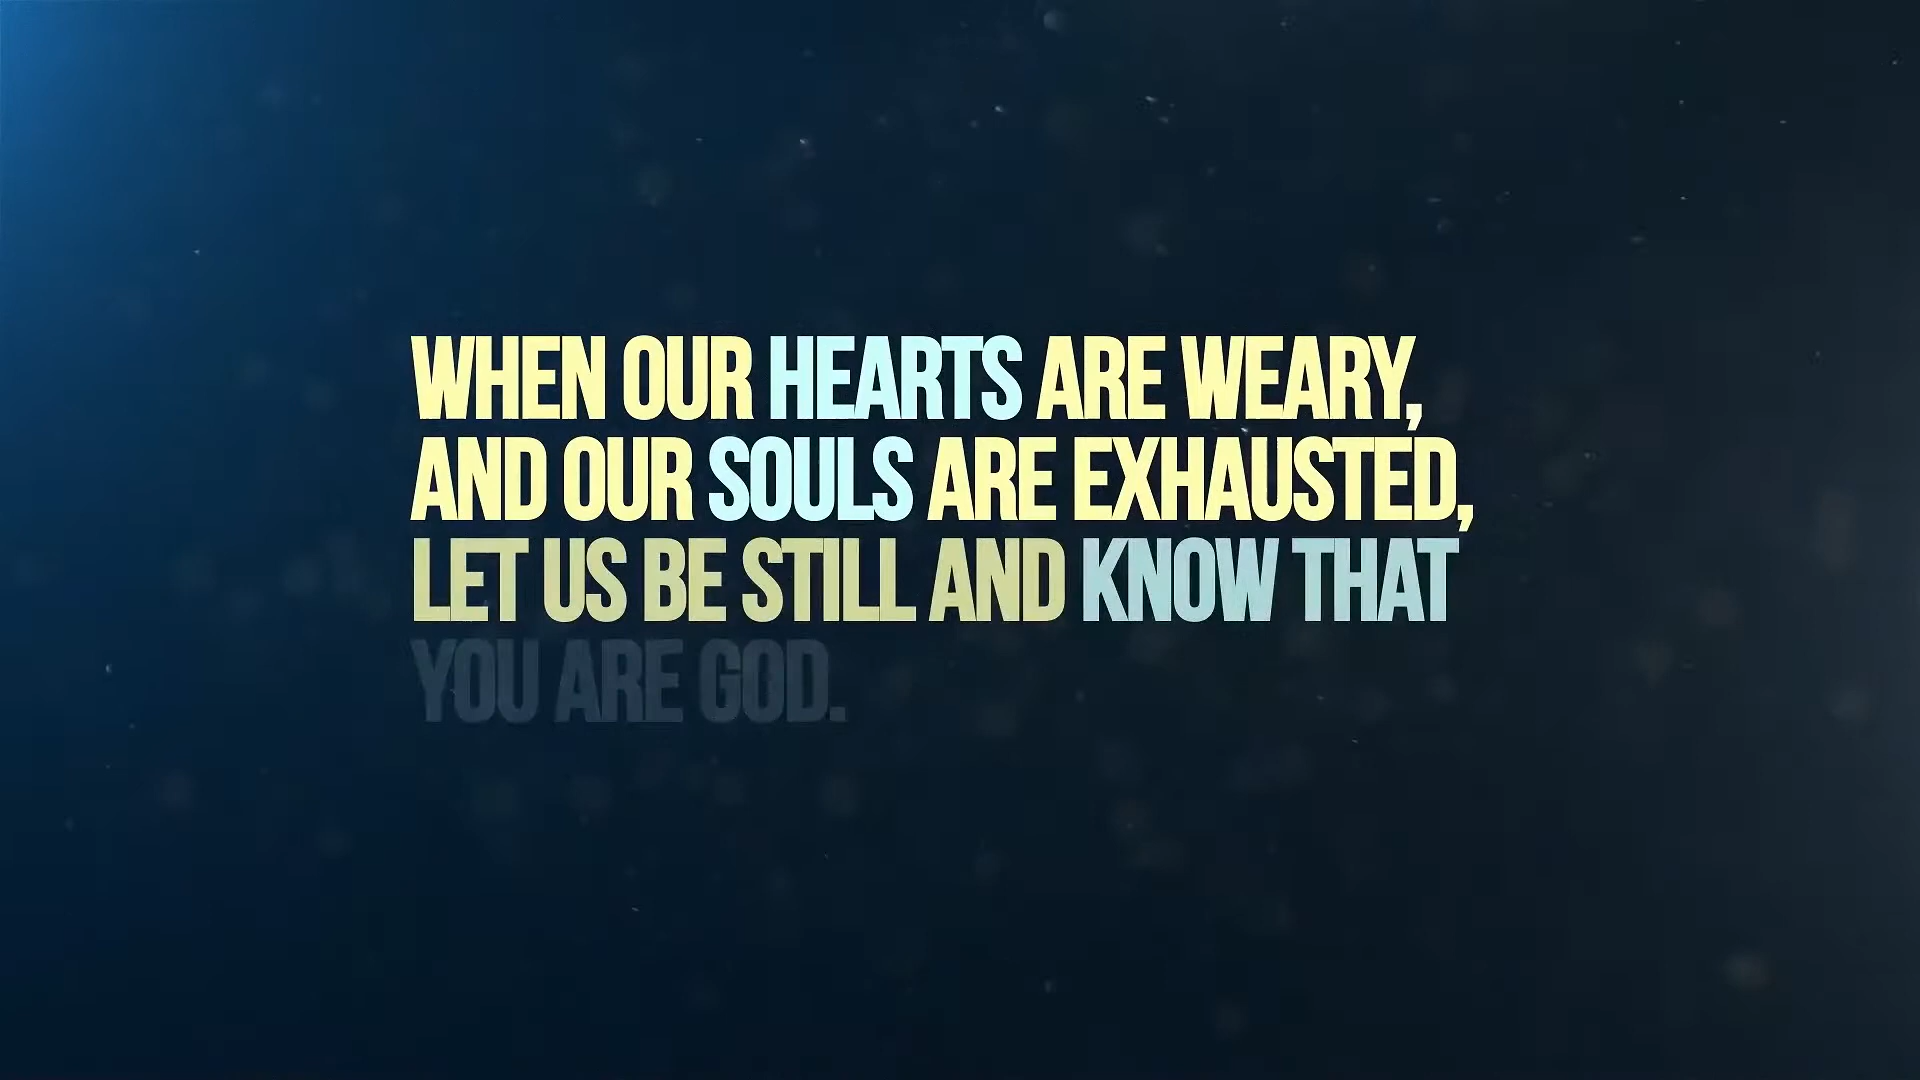 WHEN OUR HEARTS ARE WEARY,
AND OUR SOULS ARE EXHAUSTED,
LET US BE STILL AND KNOW THAT
YOU ARE GOD.